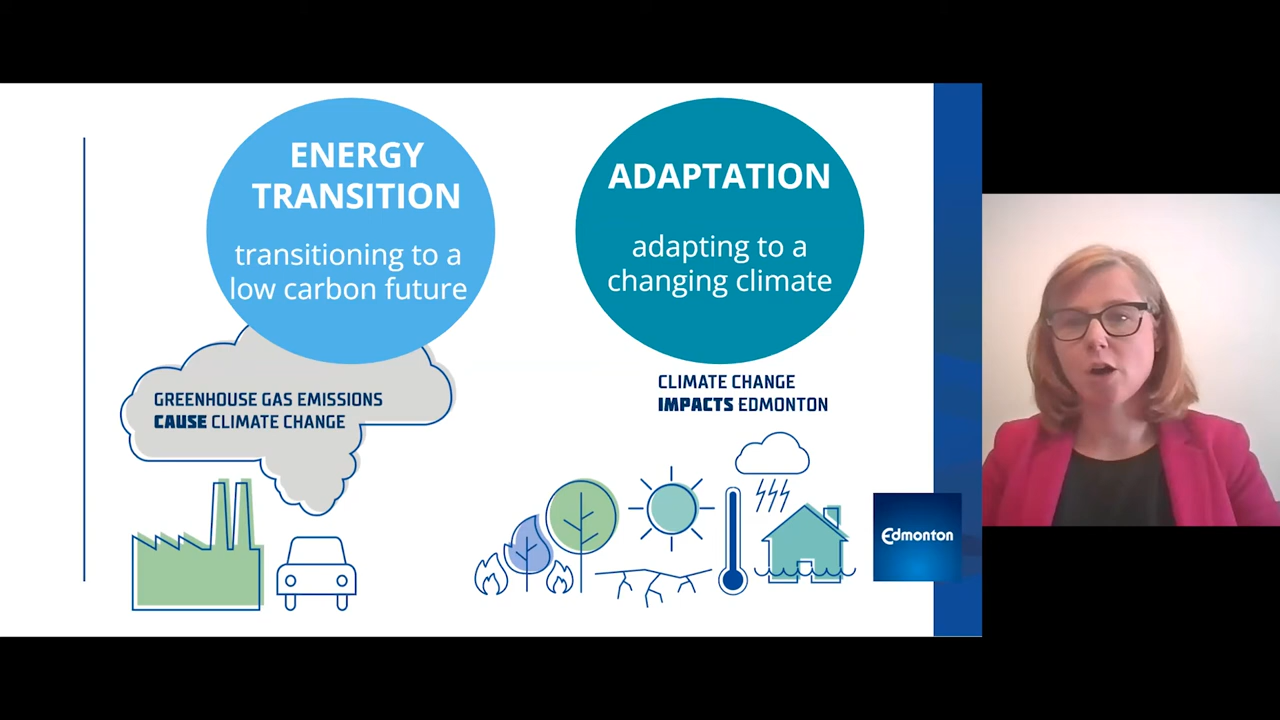 ENERGY
TRANSITION
transitioning to a
low carbon future
GREENHOUSE GAS EMISSIONS
CAUSE CLIMATE CHANGE
ADAPTATION
adapting to a
changing climate
CLIMATE CHANGE
IMPACTS EDMONTON
Edmonton